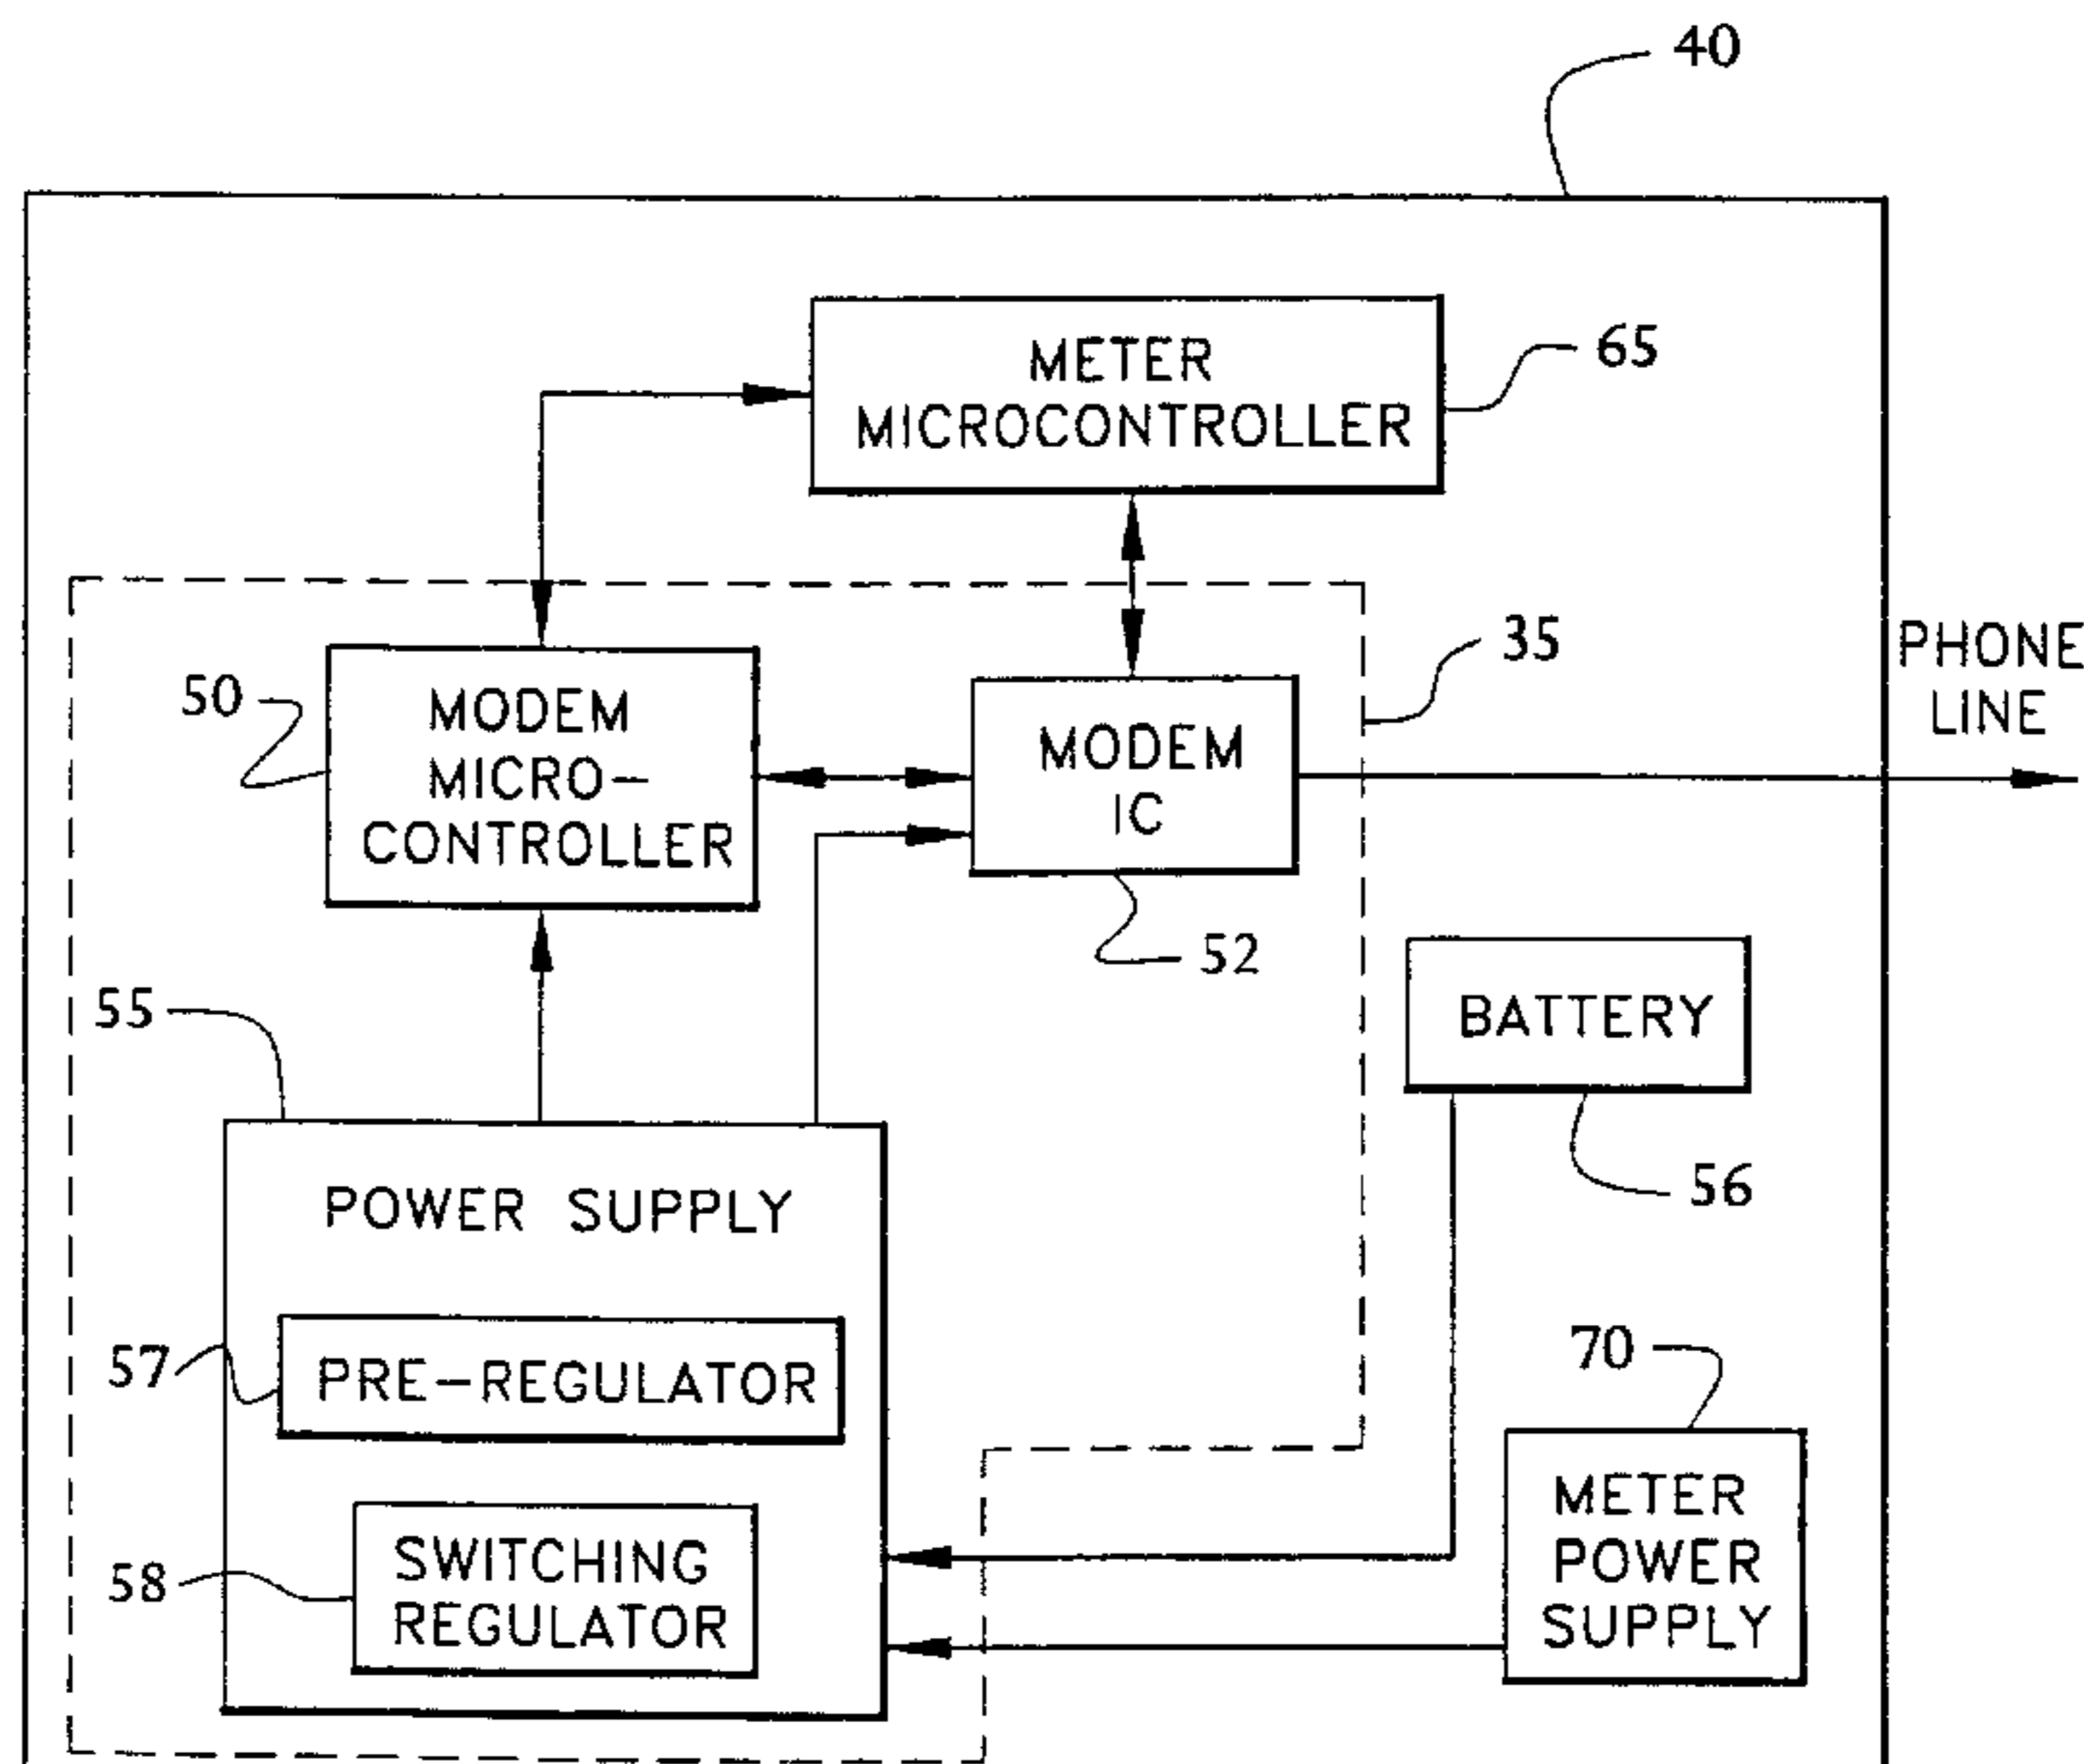 40
METER
MICROCONTROLLER
65
35
PHONE
LINE
50
MODEM
MICRO-
CONTROLLER
MODEM
IC
52
55
BATTERY
56
POWER SUPPLY
57
PRE-REGULATOR
70
METER
POWER
SUPPLY
58
SWITCHING
REGULATOR